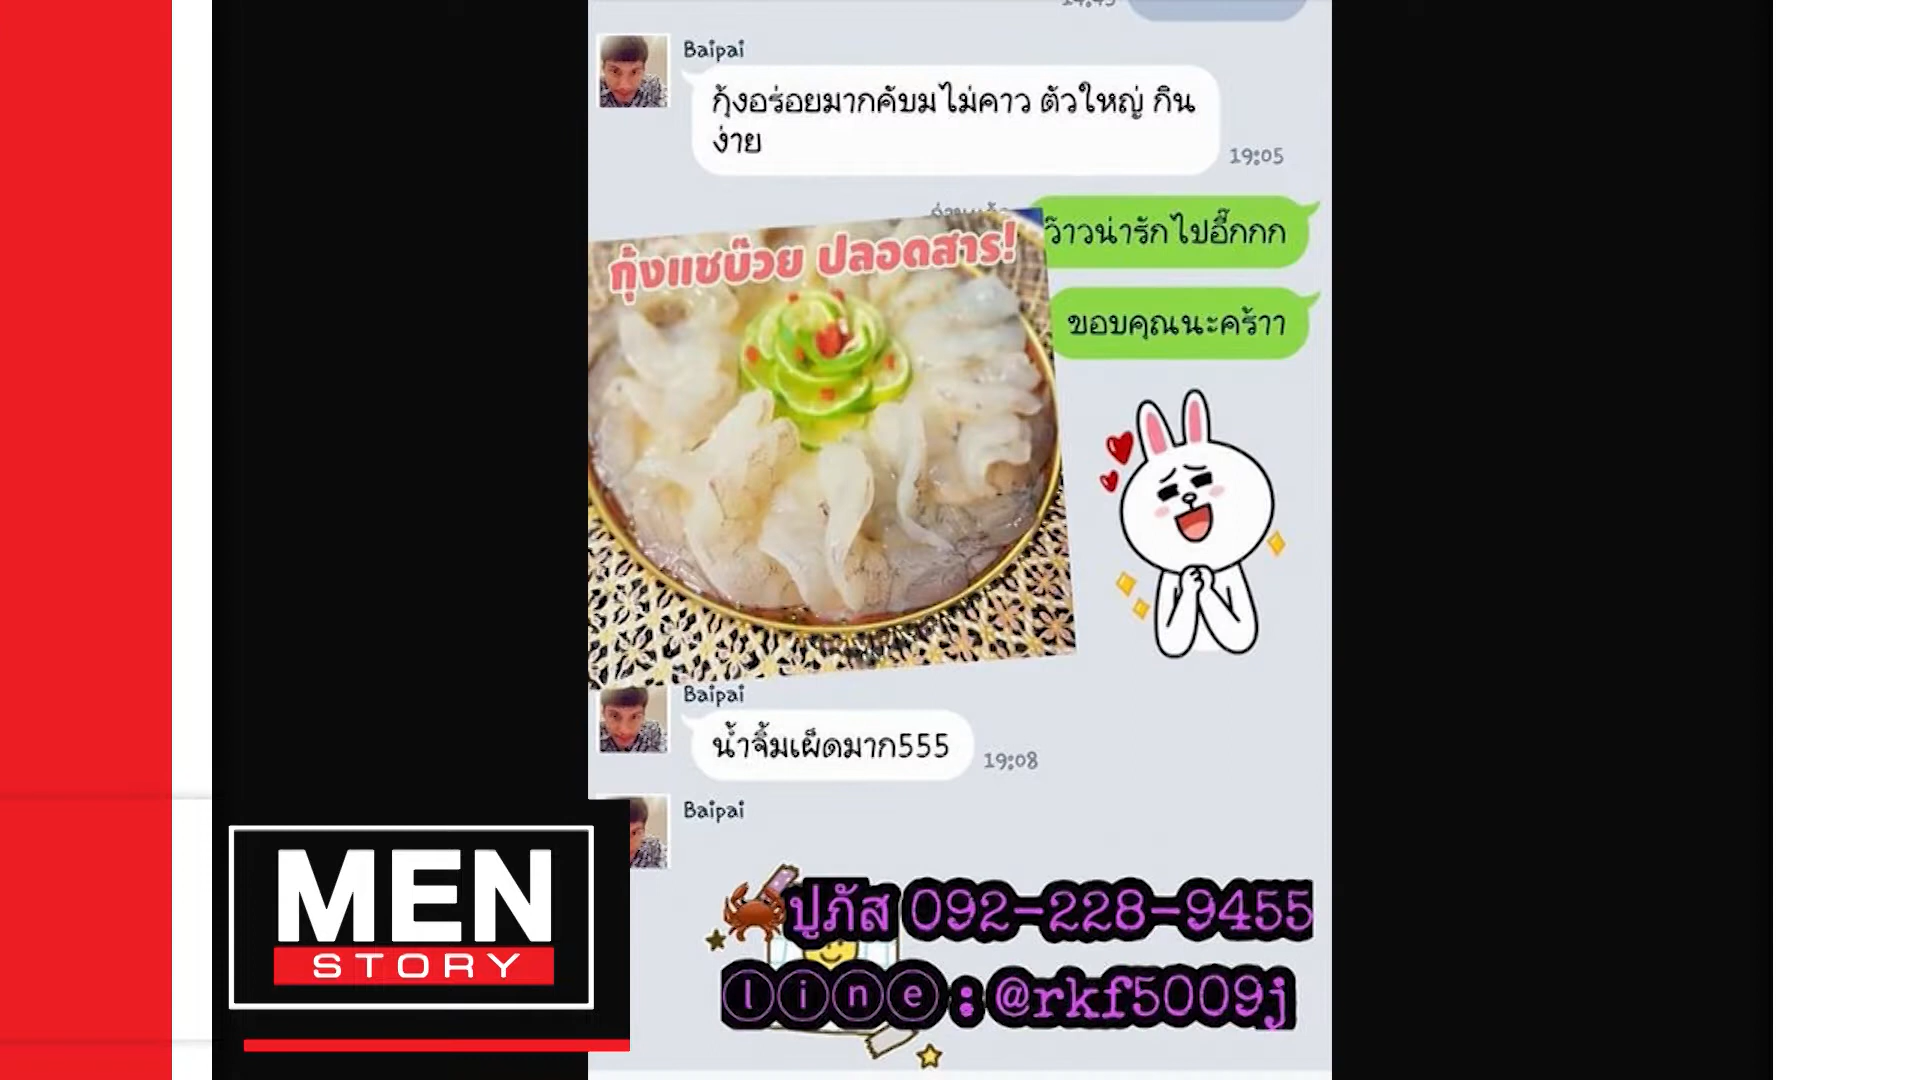 Baipai
กุ้งอร่อยมากคับมไม่คาว ตัวใหญ่ กิน
ง่าย
19:05
ว๊าวน่ารักไปอี๊กกก
กุ้งแชบ๊วย ปลอดสาร!
ขอบคุณนะคร้าา
Baipai
น้ำจิ้มเผ็ดมาก555
19:08
Baipai
ปูภัส 092-228-9455
line:@rkf5009j
MEN
STORY